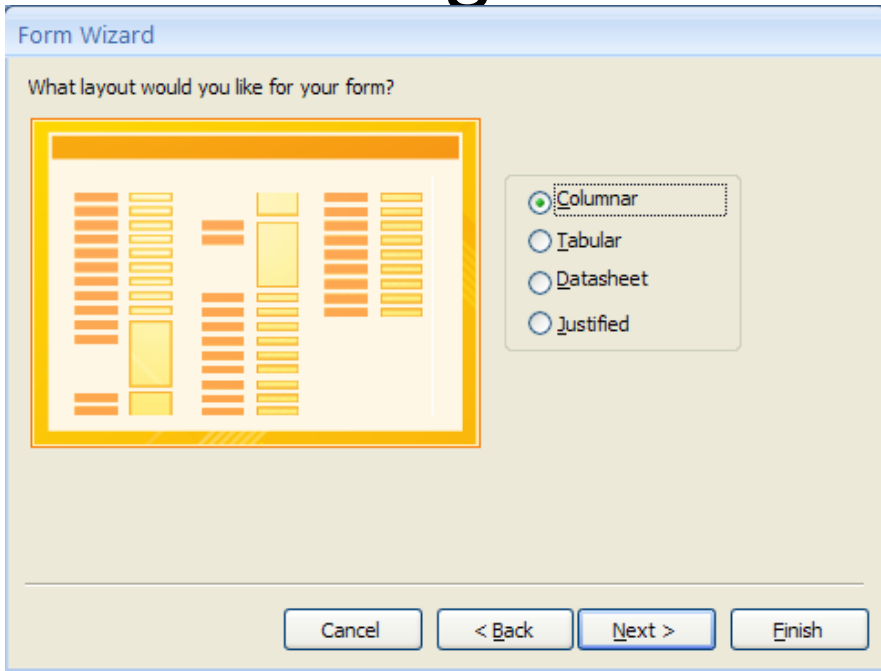 Form Wizard
What layout would you like for your form?
Columnar
Tabular
Datasheet
Justified
Cancel
< Back
Next >
Finish